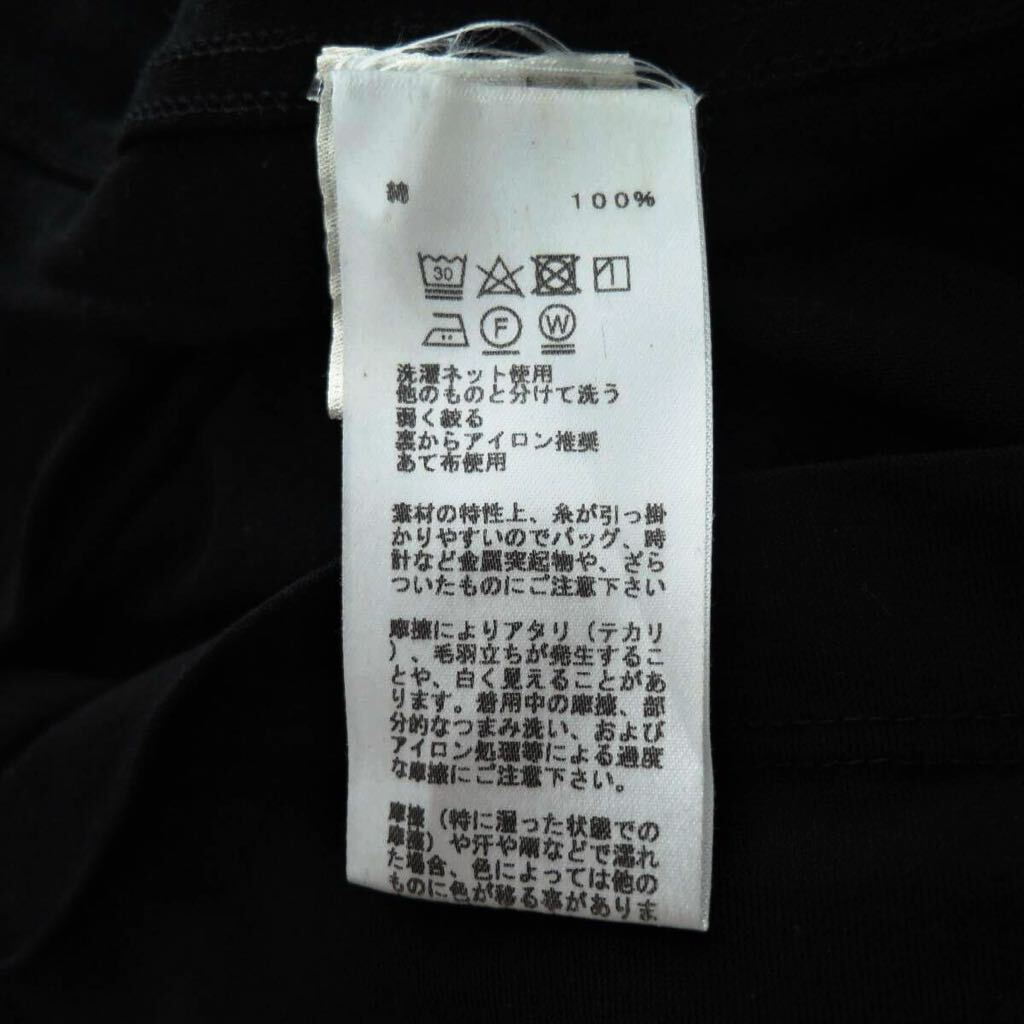 綿 100%
30
F W
洗濯ネット使用
他のものと分けて洗う
弱く絞る
裏からアイロン推奨
あて布使用
素材の特性上、糸が引っ掛
かりやすいのでバッグ、時
計など金属突起物や、ざら
ついたものにご注意下さい
摩擦によりアタリ（テカリ
）、毛羽立ちが発生するこ
とや、白く見えることがあ
ります。着用中の摩擦、部
分的なつまみ洗い、および
アイロン処理等による過度
な摩擦にご注意下さい。
摩擦（特に湿った状態での
摩擦）や汗や雨などで濡れ
た場合、色によっては他の
ものに色が移る事がありま